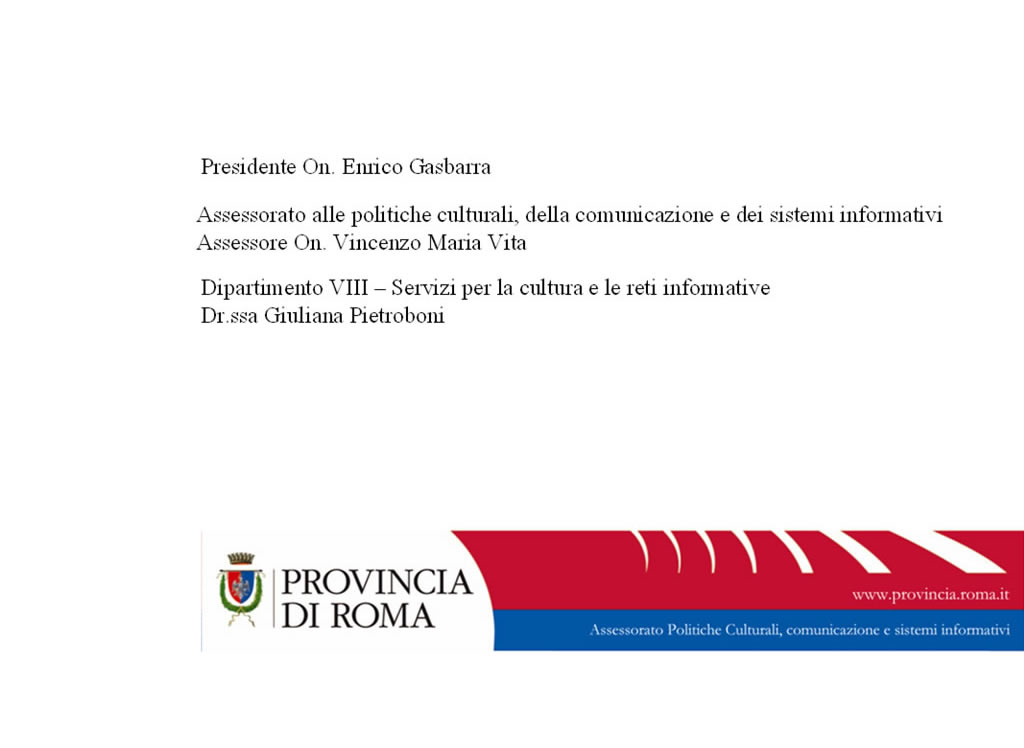 Presidente On. Enrico Gasbarra
Assessorato alle politiche culturali, della comunicazione e dei sistemi informativi
Assessore On. Vincenzo Maria Vita
Dipartimento VIII – Servizi per la cultura e le reti informative
Dr.ssa Giuliana Pietroboni
PROVINCIA
DI ROMA
www.provincia.roma.it
Assessorato Politiche Culturali, comunicazione e sistemi informativi